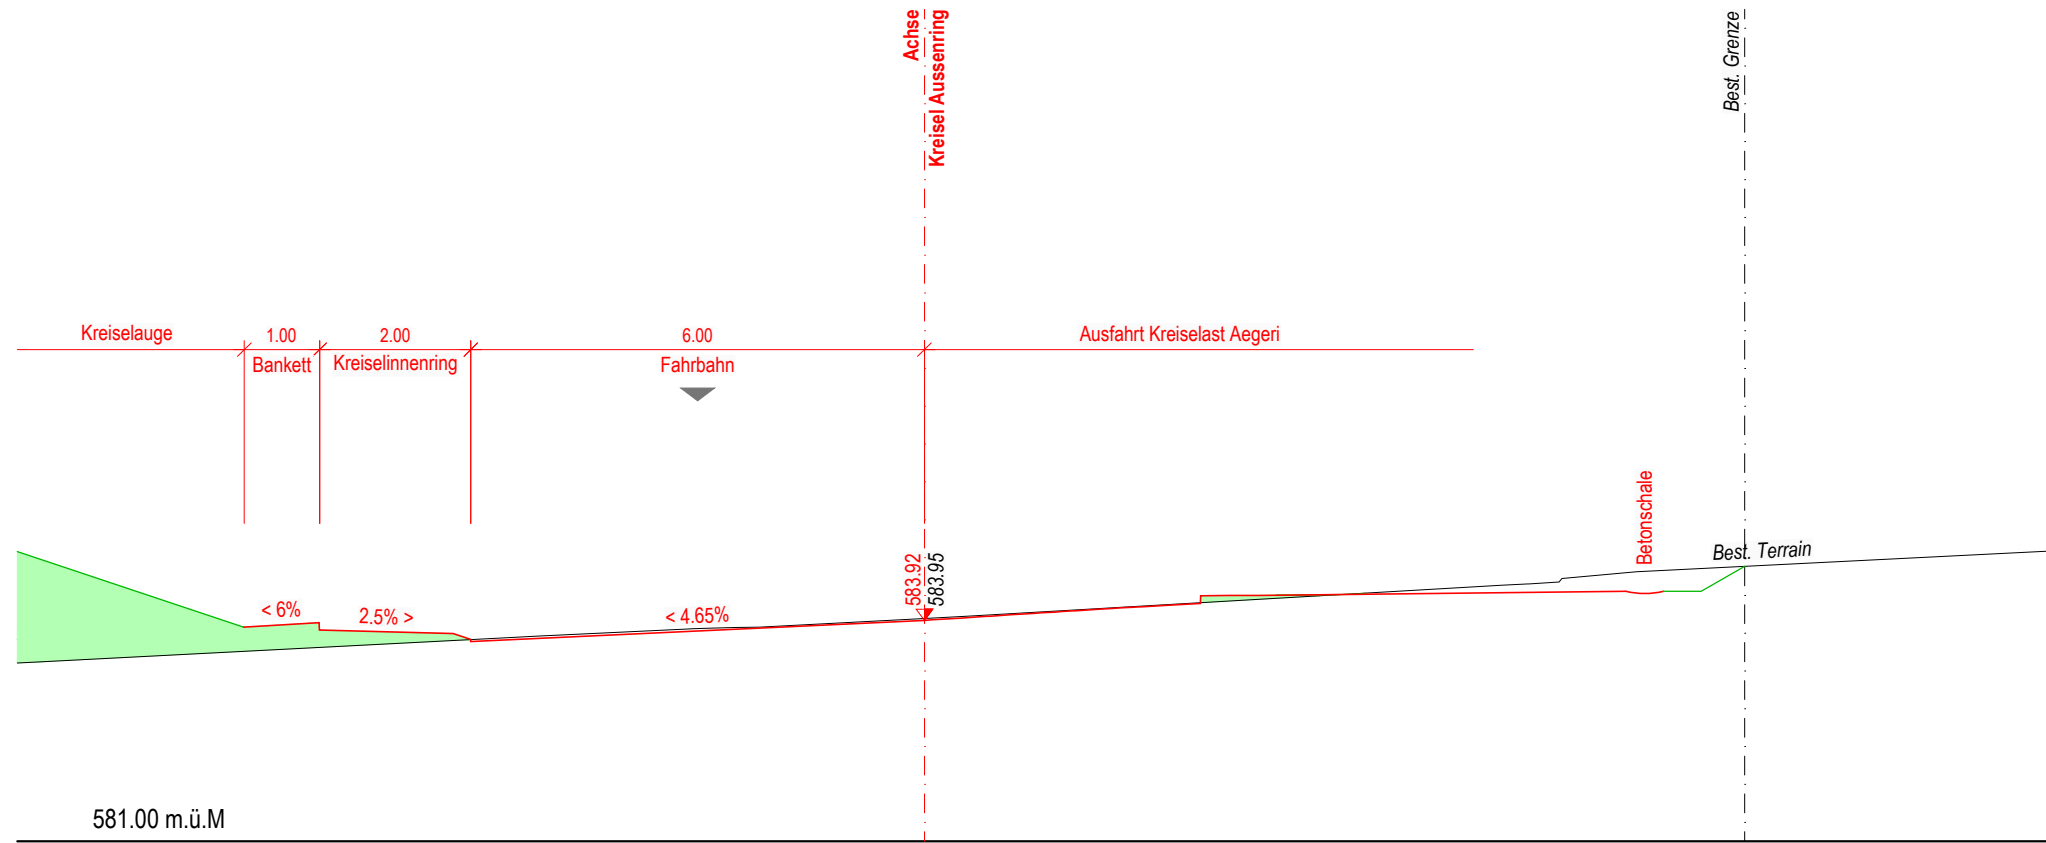 Achse
Kreisel Aussenring
Best. Grenze
Kreiselauge
1.00
2.00
6.00
Ausfahrt Kreiselast Aegeri
Bankett
Kreiselinnenring
Fahrbahn
Betonschale
Best. Terrain
583.92
583.95
< 6%
2.5% >
< 4.65%
581.00 m.ü.M